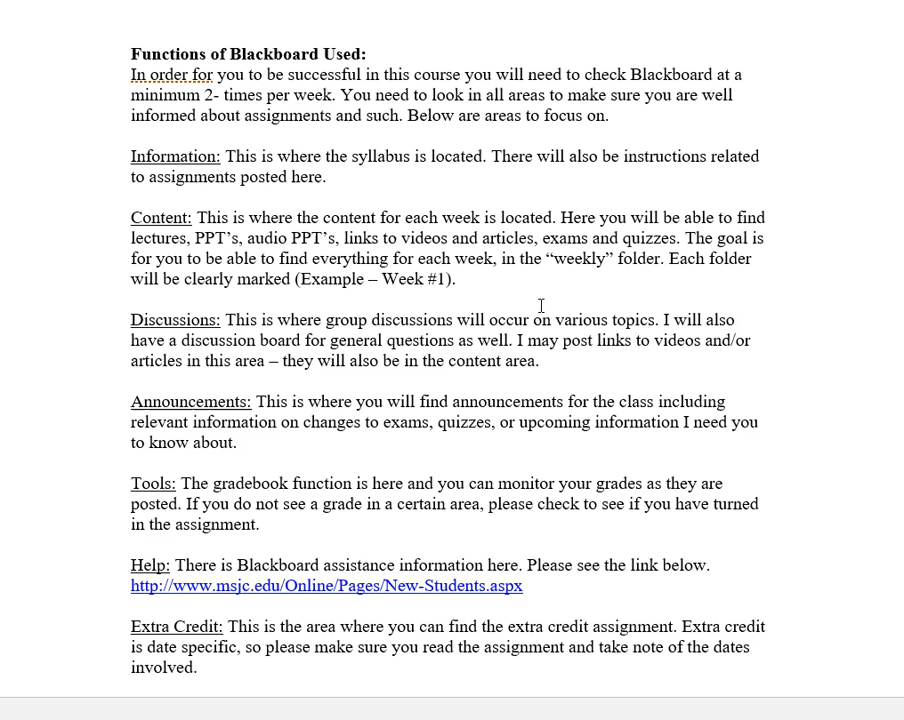 Functions of Blackboard Used:
In order for you to be successful in this course you will need to check Blackboard at a
minimum 2- times per week. You need to look in all areas to make sure you are well
informed about assignments and such. Below are areas to focus on.
Information: This is where the syllabus is located. There will also be instructions related
to assignments posted here.
Content: This is where the content for each week is located. Here you will be able to find
lectures, PPT’s, audio PPT’s, links to videos and articles, exams and quizzes. The goal is
for you to be able to find everything for each week, in the “weekly” folder. Each folder
will be clearly marked (Example – Week #1).
Discussions: This is where group discussions will occur on various topics. I will also
have a discussion board for general questions as well. I may post links to videos and/or
articles in this area – they will also be in the content area.
Announcements: This is where you will find announcements for the class including
relevant information on changes to exams, quizzes, or upcoming information I need you
to know about.
Tools: The gradebook function is here and you can monitor your grades as they are
posted. If you do not see a grade in a certain area, please check to see if you have turned
in the assignment.
Help: There is Blackboard assistance information here. Please see the link below.
http://www.msjc.edu/Online/Pages/New-Students.aspx
Extra Credit: This is the area where you can find the extra credit assignment. Extra credit
is date specific, so please make sure you read the assignment and take note of the dates
involved.